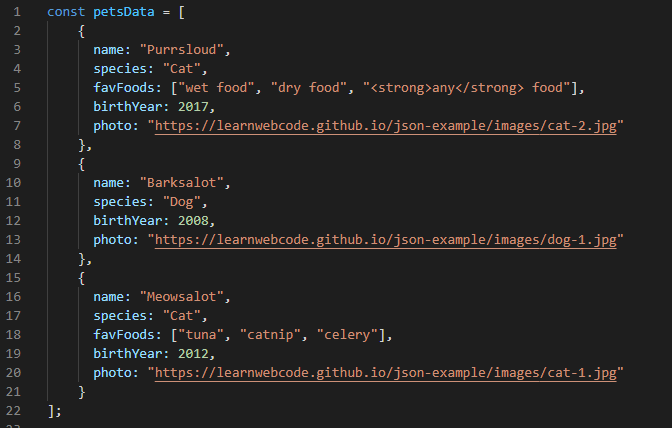 1 const petsData = [
2 {
3 name: "Purrsloud",
4 species: "Cat",
5 favFoods: ["wet food", "dry food", "<strong>any</strong> food"],
6 birthYear: 2017,
7 photo: "https://learnwebcode.github.io/json-example/images/cat-2.jpg"
8 },
9 {
10 name: "Barksalot",
11 species: "Dog",
12 birthYear: 2008,
13 photo: "https://learnwebcode.github.io/json-example/images/dog-1.jpg"
14 },
15 {
16 name: "Meowsalot",
17 species: "Cat",
18 favFoods: ["tuna", "catnip", "celery"],
19 birthYear: 2012,
20 photo: "https://learnwebcode.github.io/json-example/images/cat-1.jpg"
21 }
22 ];